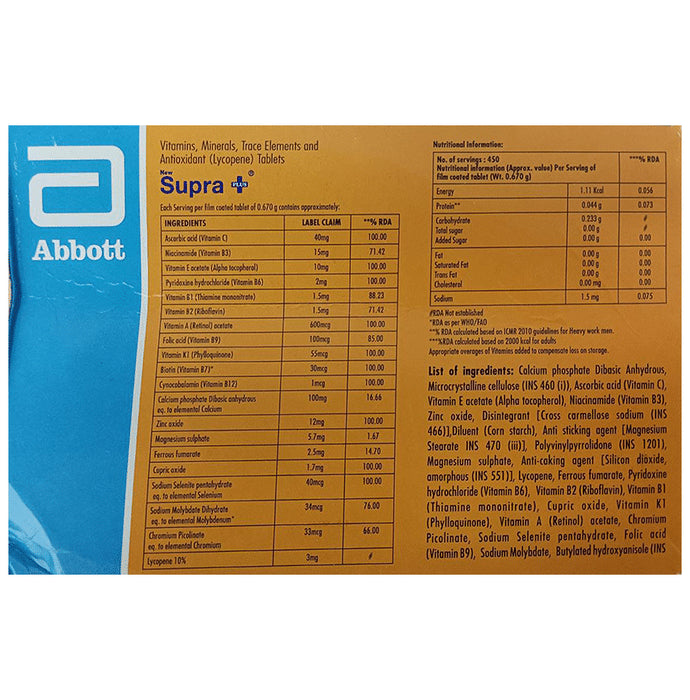 Abbott
Vitamins, Minerals, Trace Elements and
Antioxidant (Lycopene) Tablets
New
Supra + PLUS ®
Each Serving per film coated tablet of 0.670 g contains approximately:
INGREDIENTS LABEL CLAIM **% RDA
Ascorbic acid (Vitamin C) 40mg 100.00
Niacinamide (Vitamin B3) 15mg 71.42
Vitamin E acetate (Alpha tocopherol) 10mg 100.00
Pyridoxine hydrochloride (Vitamin B6) 2mg 100.00
Vitamin B1 (Thiamine mononitrate) 1.5mg 88.23
Vitamin B2 (Riboflavin) 1.5mg 71.42
Vitamin A (Retinol) acetate 600mcg 100.00
Folic acid (Vitamin B9) 100mcg 85.00
Vitamin K1 (Phylloquinone) 55mcg 100.00
Biotin (Vitamin B7)* 30mcg 100.00
Cynocobalamin (Vitamin B12) 1mcg 100.00
Calcium phosphate Dibasic anhydrous
eq. to elemental Calcium 100mg 16.66
Zinc oxide 12mg 100.00
Magnesium sulphate 5.7mg 1.67
Ferrous fumarate 2.5mg 14.70
Cupric oxide 1.7mg 100.00
Sodium Selenite pentahydrate
eq. to elemental Selenium 40mcg 100.00
Sodium Molybdate Dihydrate
eq. to elemental Molybdenum* 34mcg 76.00
Chromium Picolinate
eq. to elemental Chromium 33mcg 66.00
Lycopene 10% 3mg #
Nutritional Information:
No. of servings : 450
Nutritional information (Approx. value) Per Serving of
film coated tablet (Wt. 0.670 g) ***% RDA
Energy 1.11 Kcal 0.056
Protein** 0.044 g 0.073
Carbohydrate 0.233 g #
Total sugar 0.00 g #
Added Sugar 0.00 g 0.00
Fat 0.00 g 0.00
Saturated Fat 0.00 g 0.00
Trans Fat 0.00 g 0.00
Cholesterol 0.00 mg 0.00
Sodium 1.5 mg 0.075
#RDA Not established
*RDA as per WHO/FAO
**% RDA calculated based on ICMR 2010 guidelines for Heavy work men.
***%RDA calculated based on 2000 kcal for adults
Appropriate overages of Vitamins added to compensate loss on storage.
List of ingredients: Calcium phosphate Dibasic Anhydrous,
Microcrystalline cellulose (INS 460 (i)), Ascorbic acid (Vitamin C),
Vitamin E acetate (Alpha tocopherol), Niacinamide (Vitamin B3),
Zinc oxide, Disintegrant [Cross carmellose sodium (INS
466)],Diluent (Corn starch), Anti sticking agent [Magnesium
Stearate INS 470 (iii)], Polyvinylpyrrolidone (INS 1201),
Magnesium sulphate, Anti-caking agent [Silicon dioxide,
amorphous (INS 551)], Lycopene, Ferrous fumarate, Pyridoxine
hydrochloride (Vitamin B6), Vitamin B2 (Riboflavin), Vitamin B1
(Thiamine mononitrate), Cupric oxide, Vitamin K1
(Phylloquinone), Vitamin A (Retinol) acetate, Chromium
Picolinate, Sodium Selenite pentahydrate, Folic acid
(Vitamin B9), Sodium Molybdate, Butylated hydroxyanisole (INS